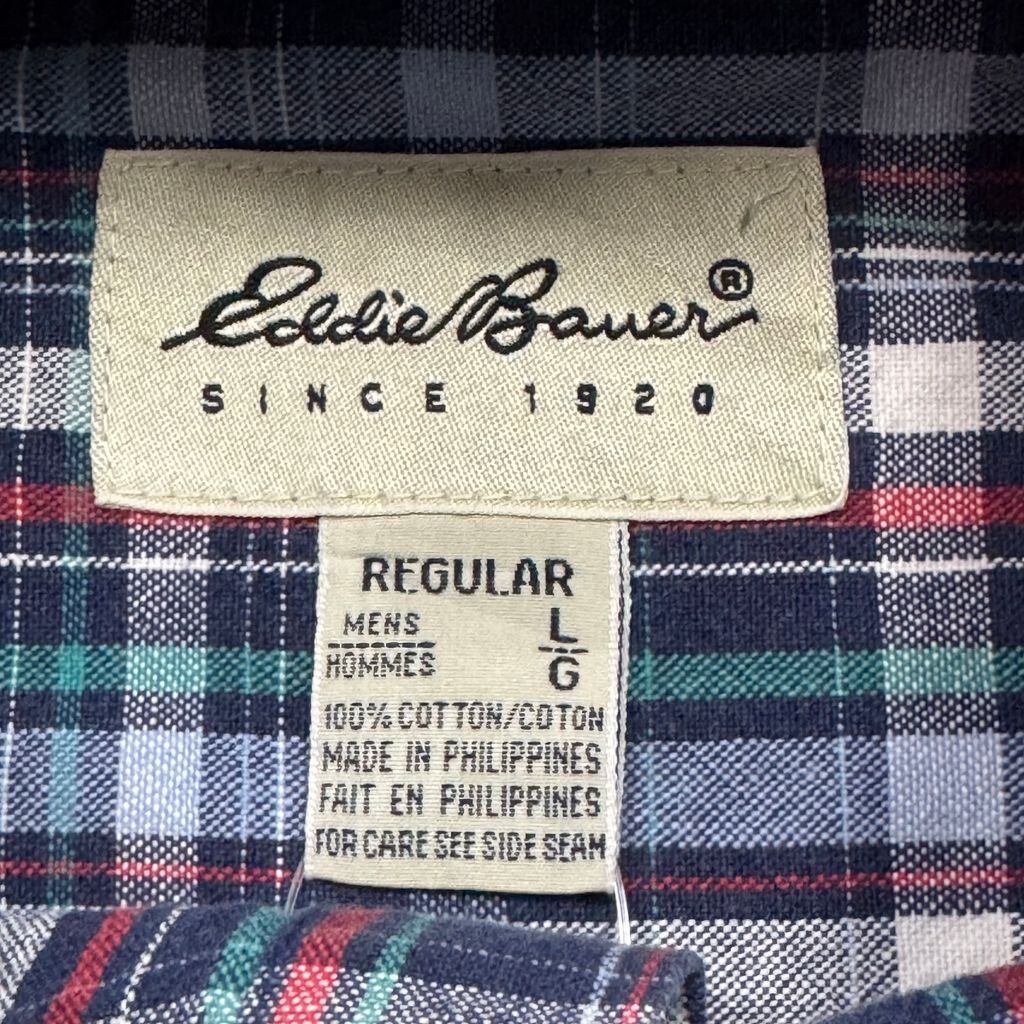 Eddie Bauer®
SINCE 1920
REGULAR
MENS L
HOMMES G
100% COTTON/COTON
MADE IN PHILIPPINES
FAIT EN PHILIPPINES
FOR CARE SEE SIDE SEAM